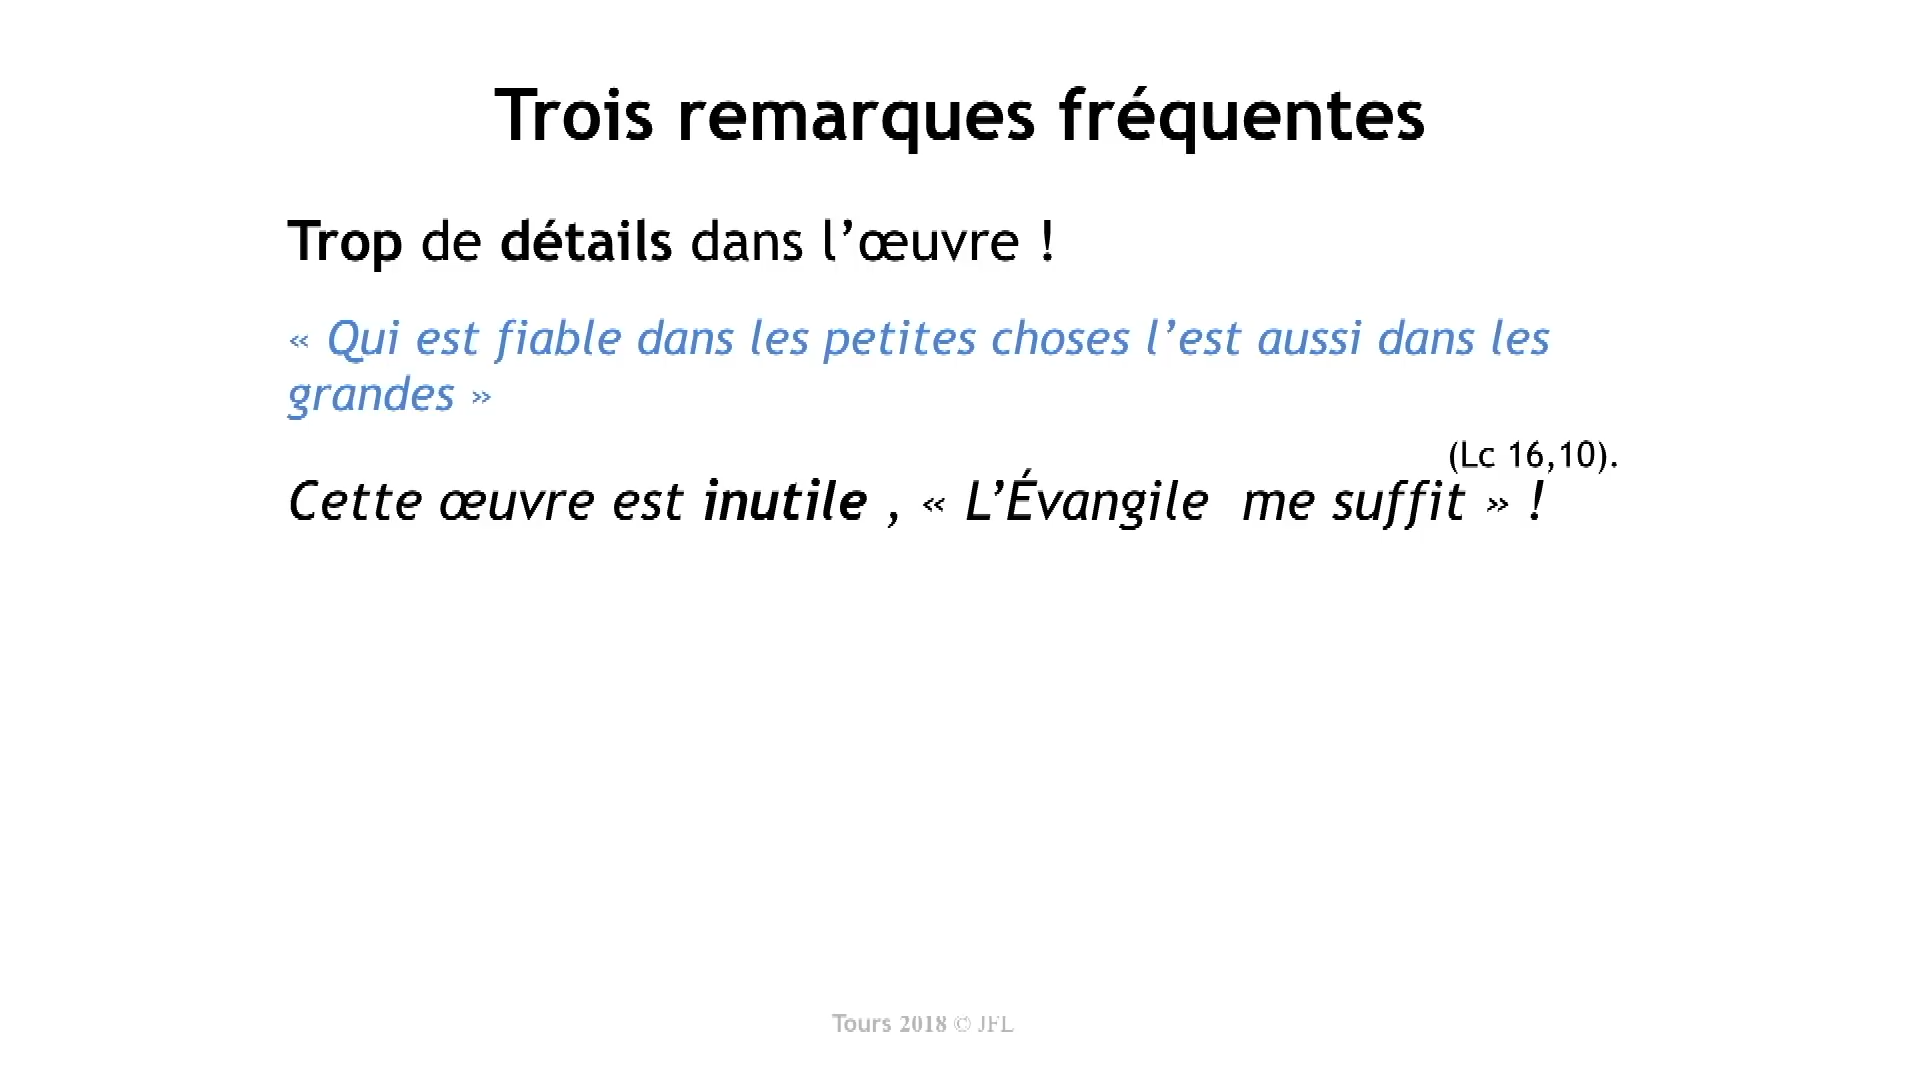 Trois remarques fréquentes
Trop de détails dans l’œuvre !
« Qui est fiable dans les petites choses l’est aussi dans les
grandes »
(Lc 16,10).
Cette œuvre est inutile , « L’Évangile  me suffit » !
Tours 2018 © JFL